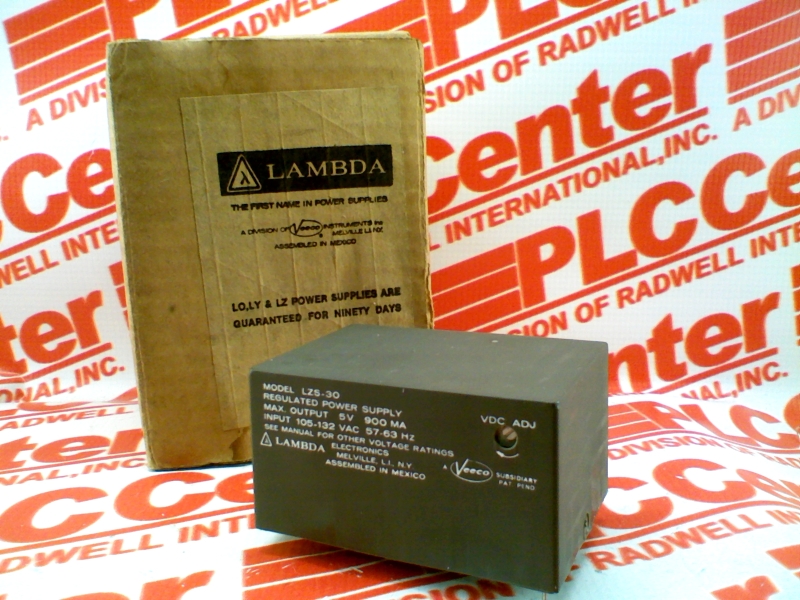 LAMBDA
THE FIRST NAME IN POWER SUPPLIES
A DIVISION OF Veeco INSTRUMENTS Inc
MELVILLE L.I. N.Y.
ASSEMBLED IN MEXICO
LO,LY & LZ POWER SUPPLIES ARE
GUARANTEED FOR NINETY DAYS
MODEL LZS-30
REGULATED POWER SUPPLY
MAX. OUTPUT 5V 900 MA
INPUT 105-132 VAC 57-63 HZ
SEE MANUAL FOR OTHER VOLTAGE RATINGS
LAMBDA ELECTRONICS
MELVILLE, L.I. N.Y
ASSEMBLED IN MEXICO
VDC ADJ
A Veeco SUBSIDIARY
PAT PEND
PLCCenter
A DIVISION OF RADWELL INTERNATIONAL, INC.